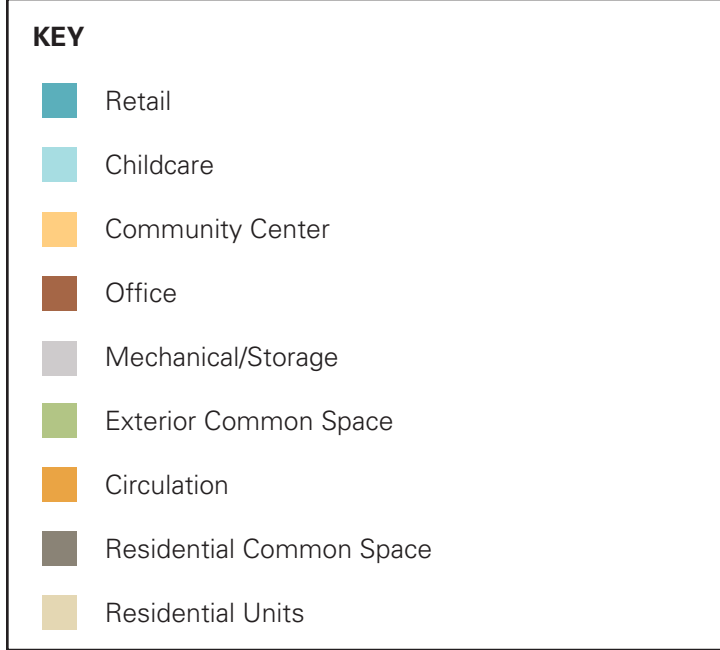 KEY
Retail
Childcare
Community Center
Office
Mechanical/Storage
Exterior Common Space
Circulation
Residential Common Space
Residential Units